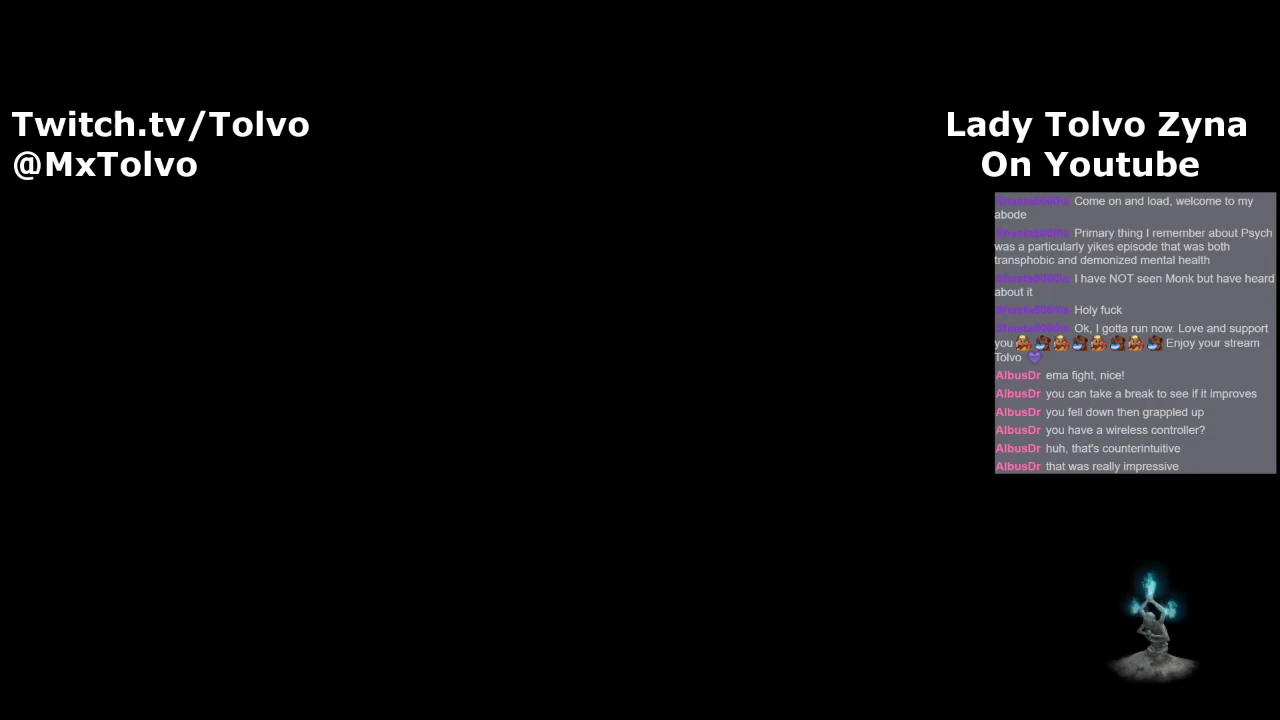 Twitch.tv/Tolvo
@MxTolvo
Lady Tolvo Zyna
On Youtube
Come on and load, welcome to my
abode
Primary thing I remember about Psych
was a particularly yikes episode that was both
transphobic and demonized mental health
I have NOT seen Monk but have heard
about it
Holy fuck
Ok, I gotta run now. Love and support
you Enjoy your stream
Tolvo
AlbusDr ema fight, nice!
AlbusDr you can take a break to see if it improves
AlbusDr you fell down then grappled up
AlbusDr you have a wireless controller?
AlbusDr huh, that's counterintuitive
AlbusDr that was really impressive